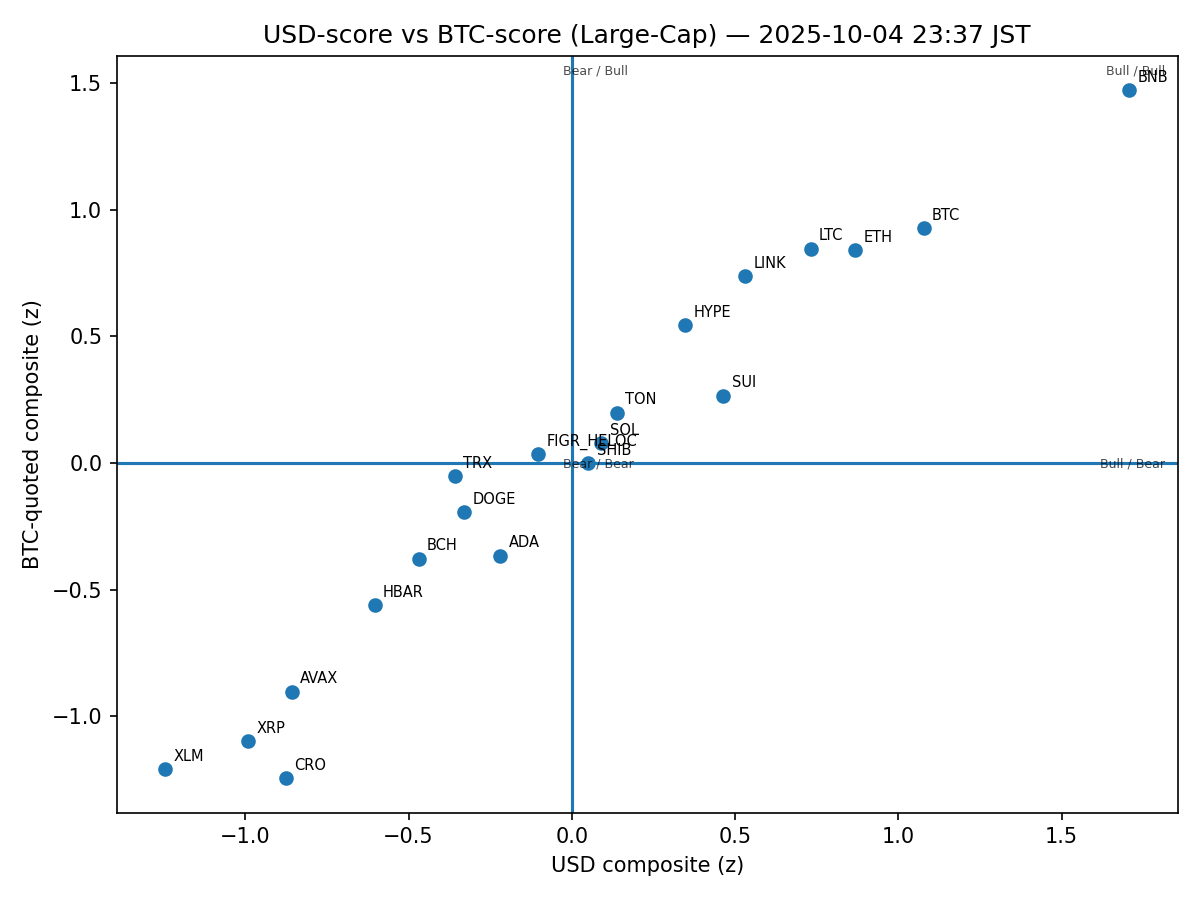 USD-score vs BTC-score (Large-Cap) — 2025-10-04 23:37 JST
Bear / Bull
Bull / Bull
BNB
1.5
BTC
1.0
LTC
ETH
LINK
HYPE
0.5
SUI
TON
SOL
FIGR_HELOC
SHIB
0.0
TRX
Bear / Bear
Bull / Bear
DOGE
BCH
ADA
−0.5
HBAR
AVAX
−1.0
XRP
XLM
CRO
−1.0
−0.5
0.0
0.5
1.0
1.5
USD composite (z)
BTC-quoted composite (z)